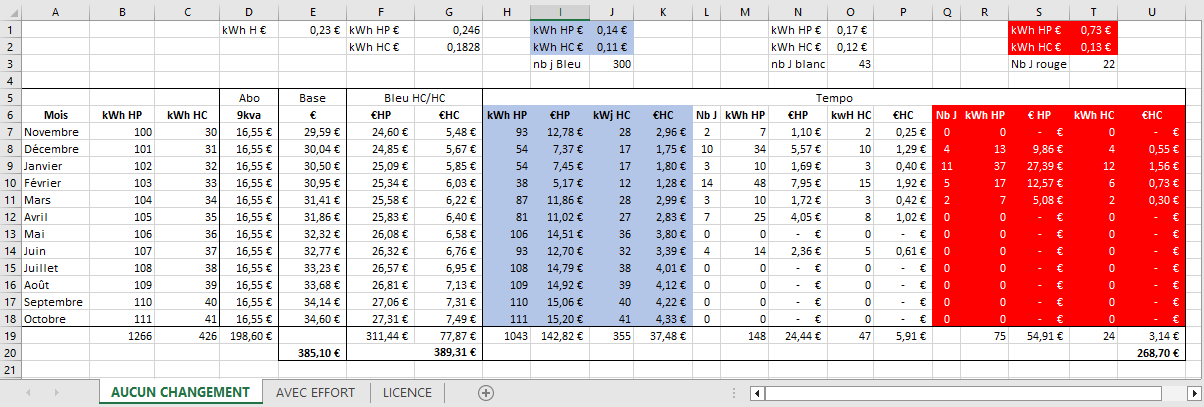 A B C D E F G H I J K L M N O P Q R S T U
1 kWh H € 0,23 € kWh HP € 0,246 kWh HP € 0,14 € kWh HP € 0,17 € kWh HP € 0,73 €
2 kWh HC € 0,1828 kWh HC € 0,11 € kWh HC € 0,12 € kWh HC € 0,13 €
3 nb j Bleu 300 nb J blanc 43 Nb J rouge 22
4
5 Abo Base Bleu HC/HC Tempo
6 Mois kWh HP kWh HC 9kva € €HP €HC kWh HP €HP kWj HC €HC Nb J kWh HP €HP kwH HC €HC Nb J kWh HP € HP kWh HC €HC
7 Novembre 100 30 16,55 € 29,59 € 24,60 € 5,48 € 93 12,78 € 28 2,96 € 2 7 1,10 € 2 0,25 € 0 0 - € 0 - €
8 Décembre 101 31 16,55 € 30,04 € 24,85 € 5,67 € 54 7,37 € 17 1,75 € 10 34 5,57 € 10 1,29 € 4 13 9,86 € 4 0,55 €
9 Janvier 102 32 16,55 € 30,50 € 25,09 € 5,85 € 54 7,45 € 17 1,80 € 3 10 1,69 € 3 0,40 € 11 37 27,39 € 12 1,56 €
10 Février 103 33 16,55 € 30,95 € 25,34 € 6,03 € 38 5,17 € 12 1,28 € 14 48 7,95 € 15 1,92 € 5 17 12,57 € 6 0,73 €
11 Mars 104 34 16,55 € 31,41 € 25,58 € 6,22 € 87 11,86 € 28 2,99 € 3 10 1,72 € 3 0,42 € 2 7 5,08 € 2 0,30 €
12 Avril 105 35 16,55 € 31,86 € 25,83 € 6,40 € 81 11,02 € 27 2,83 € 7 25 4,05 € 8 1,02 € 0 0 - € 0 - €
13 Mai 106 36 16,55 € 32,32 € 26,08 € 6,58 € 106 14,51 € 36 3,80 € 0 0 - € 0 - € 0 0 - € 0 - €
14 Juin 107 37 16,55 € 32,77 € 26,32 € 6,76 € 93 12,70 € 32 3,39 € 4 14 2,36 € 5 0,61 € 0 0 - € 0 - €
15 Juillet 108 38 16,55 € 33,23 € 26,57 € 6,95 € 108 14,79 € 38 4,01 € 0 0 - € 0 - € 0 0 - € 0 - €
16 Août 109 39 16,55 € 33,68 € 26,81 € 7,13 € 109 14,92 € 39 4,12 € 0 0 - € 0 - € 0 0 - € 0 - €
17 Septembre 110 40 16,55 € 34,14 € 27,06 € 7,31 € 110 15,06 € 40 4,22 € 0 0 - € 0 - € 0 0 - € 0 - €
18 Octobre 111 41 16,55 € 34,60 € 27,31 € 7,49 € 111 15,20 € 41 4,33 € 0 0 - € 0 - € 0 0 - € 0 - €
19 1266 426 198,60 € 311,44 € 77,87 € 1043 142,82 € 355 37,48 € 148 24,44 € 47 5,91 € 75 54,91 € 24 3,14 €
20 385,10 € 389,31 € 268,70 €
21
AUCUN CHANGEMENT AVEC EFFORT LICENCE